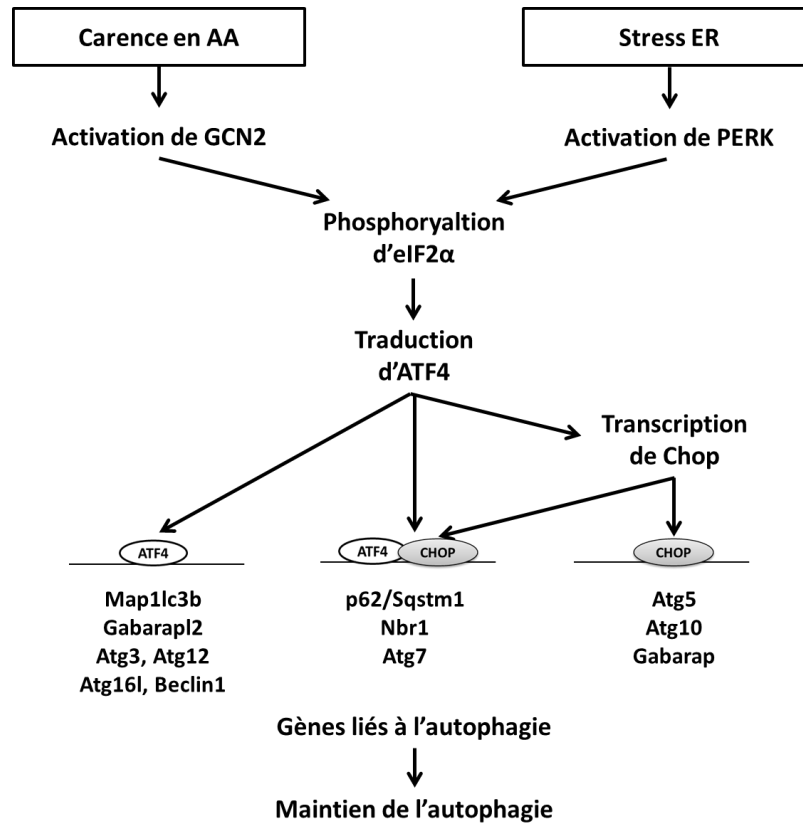 Carence en AA
Stress ER
Activation de GCN2
Activation de PERK
Phosphoryaltion
d'eIF2α
Traduction
d'ATF4
Transcription
de Chop
ATF4
ATF4
CHOP
CHOP
Map1lc3b
Gabarapl2
Atg3, Atg12
Atg16l, Beclin1
p62/Sqstm1
Nbr1
Atg7
Atg5
Atg10
Gabarap
Gènes liés à l'autophagie
Maintien de l'autophagie